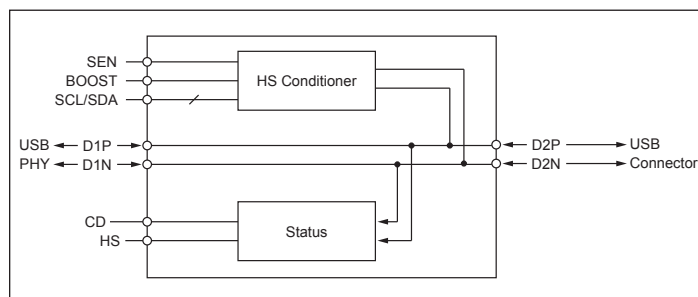 SEN
BOOST
SCL/SDA
HS Conditioner
USB D1P D2P USB
PHY D1N D2N Connector
CD
HS
Status